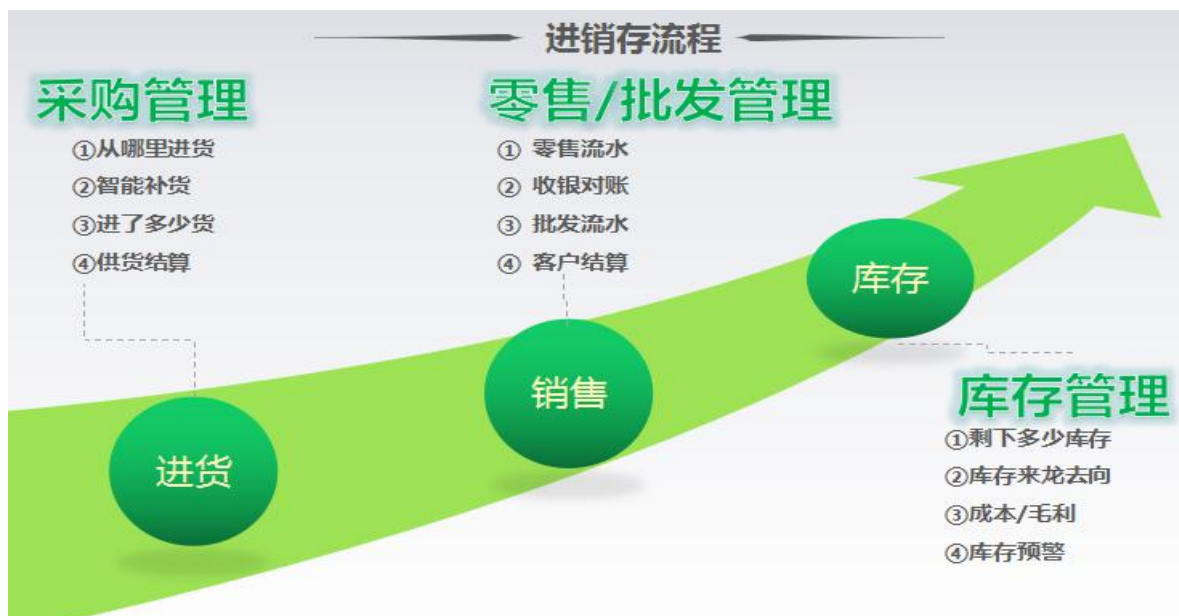 进销存流程
采购管理
①从哪里进货
②智能补货
③进了多少货
④供货结算
零售/批发管理
① 零售流水
② 收银对账
③ 批发流水
④ 客户结算
进货
销售
库存
库存管理
①剩下多少库存
②库存来龙去向
③成本/毛利
④库存预警